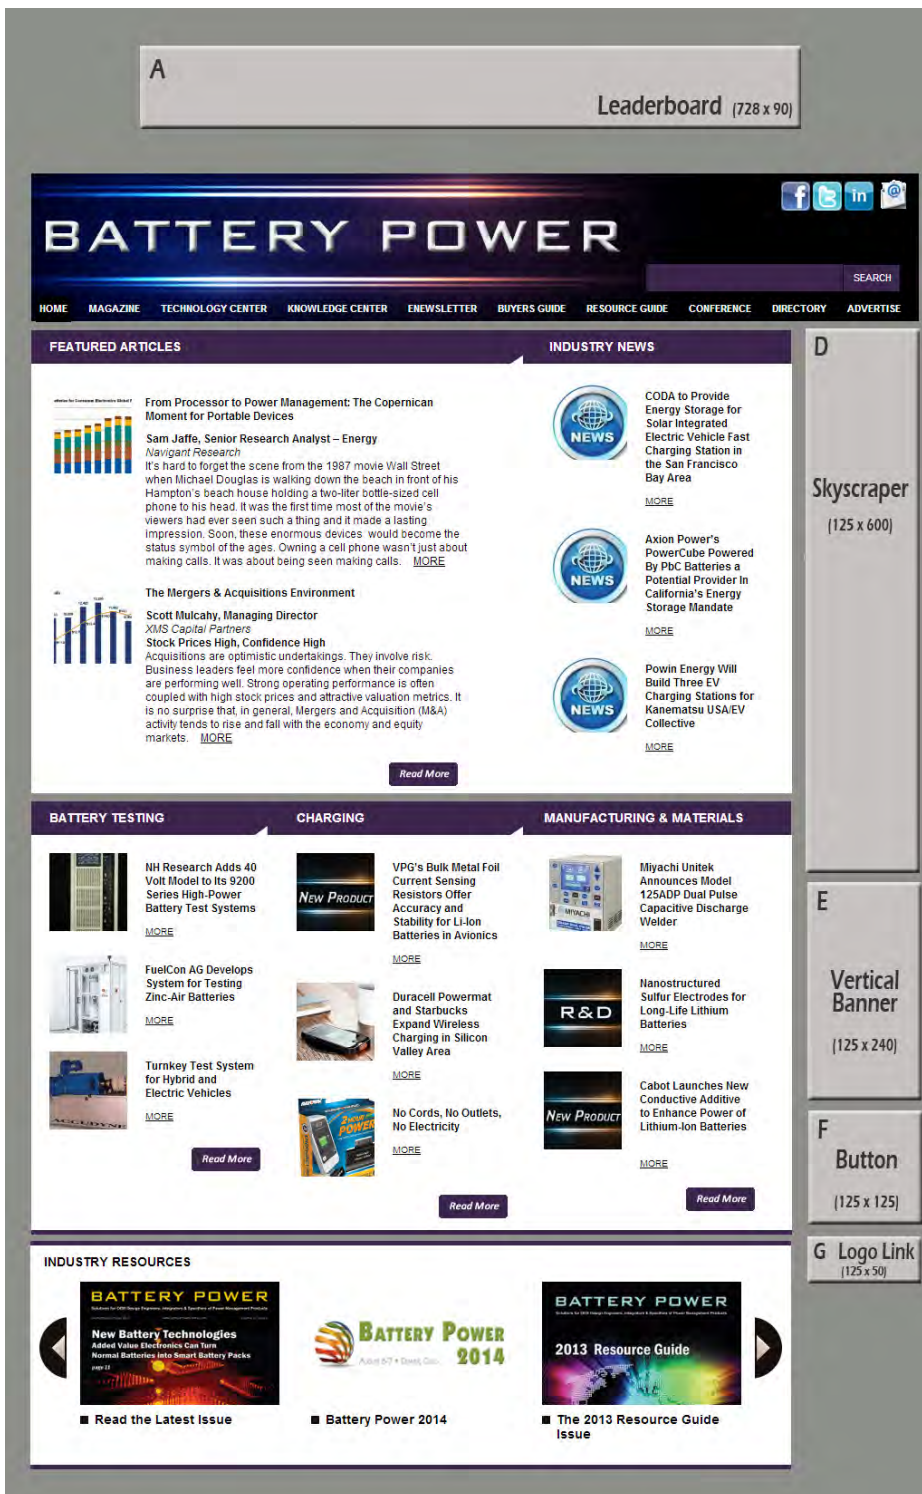 A
Leaderboard (728 x 90)
BATTERY POWER
SEARCH
HOME MAGAZINE TECHNOLOGY CENTER KNOWLEDGE CENTER ENEWSLETTER BUYERS GUIDE RESOURCE GUIDE CONFERENCE DIRECTORY ADVERTISE
FEATURED ARTICLES
From Processor to Power Management: The Copernican
Moment for Portable Devices
Sam Jaffe, Senior Research Analyst – Energy
Navigant Research
It's hard to forget the scene from the 1987 movie Wall Street
when Michael Douglas is walking down the beach in front of his
Hampton's beach house holding a two-liter bottle-sized cell
phone to his head. It was the first time most of the movie's
viewers had ever seen such a thing and it made a lasting
impression. Soon, these enormous devices would become the
status symbol of the ages. Owning a cell phone wasn't just about
making calls. It was about being seen making calls. MORE
The Mergers & Acquisitions Environment
Scott Mulcahy, Managing Director
XMS Capital Partners
Stock Prices High, Confidence High
Acquisitions are optimistic undertakings. They involve risk.
Business leaders feel more confidence when their companies
are performing well. Strong operating performance is often
coupled with high stock prices and attractive valuation metrics. It
is no surprise that, in general, Mergers and Acquisition (M&A)
activity tends to rise and fall with the economy and equity
markets. MORE
Read More
INDUSTRY NEWS
NEWS
CODA to Provide
Energy Storage for
Solar Integrated
Electric Vehicle Fast
Charging Station in
the San Francisco
Bay Area
MORE
NEWS
Axion Power's
PowerCube Powered
By PbC Batteries a
Potential Provider In
California's Energy
Storage Mandate
MORE
NEWS
Powin Energy Will
Build Three EV
Charging Stations for
Kanematsu USA/EV
Collective
MORE
D
Skyscraper
(125 x 600)
BATTERY TESTING
NH Research Adds 40
Volt Model to Its 9200
Series High-Power
Battery Test Systems
MORE
FuelCon AG Develops
System for Testing
Zinc-Air Batteries
MORE
Turnkey Test System
for Hybrid and
Electric Vehicles
MORE
ACCUDYNE
Read More
CHARGING
NEW PRODUCT
VPG's Bulk Metal Foil
Current Sensing
Resistors Offer
Accuracy and
Stability for Li-Ion
Batteries in Avionics
MORE
Duracell Powermat
and Starbucks
Expand Wireless
Charging in Silicon
Valley Area
MORE
2HOUR POWER
No Cords, No Outlets,
No Electricity
MORE
Read More
MANUFACTURING & MATERIALS
MIYACHI
Miyachi Unitek
Announces Model
125ADP Dual Pulse
Capacitive Discharge
Welder
MORE
R&D
Nanostructured
Sulfur Electrodes for
Long-Life Lithium
Batteries
MORE
NEW PRODUCT
Cabot Launches New
Conductive Additive
to Enhance Power of
Lithium-Ion Batteries
MORE
Read More
E
Vertical
Banner
(125 x 240)
F
Button
(125 x 125)
G Logo Link
(125 x 50)
INDUSTRY RESOURCES
BATTERY POWER
New Battery Technologies
Added Value Electronics Can Turn
Normal Batteries into Smart Battery Packs
page 15
Read the Latest Issue
BATTERY POWER
2014
Battery Power 2014
BATTERY POWER
2013 Resource Guide
The 2013 Resource Guide
Issue